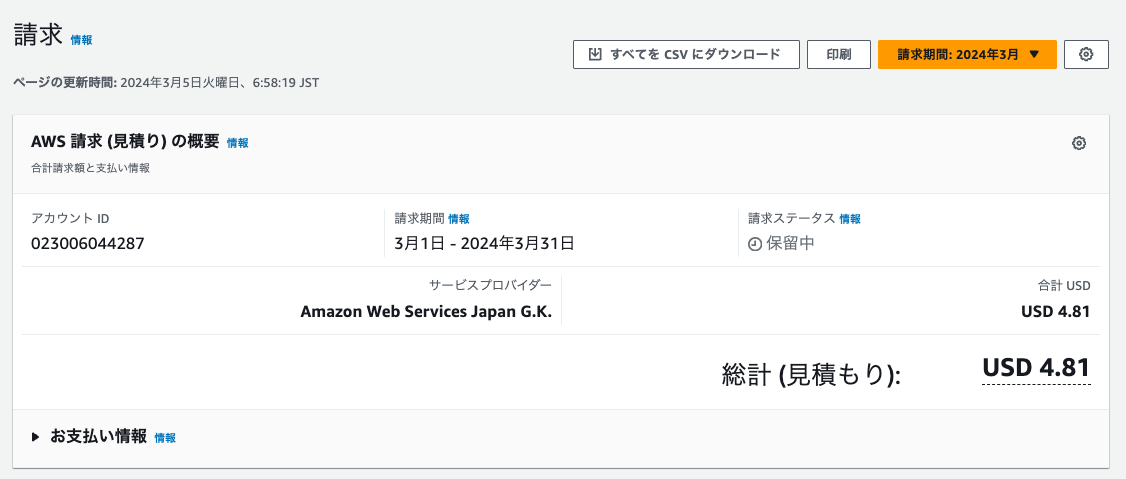 請求 情報
すべてを CSV にダウンロード 印刷 請求期間: 2024年3月
ページの更新時間: 2024年3月5日火曜日、6:58:19 JST
AWS 請求 (見積り) の概要 情報
合計請求額と支払い情報
アカウント ID
023006044287
請求期間 情報
3月1日 - 2024年3月31日
請求ステータス 情報
保留中
サービスプロバイダー
Amazon Web Services Japan G.K.
合計 USD
USD 4.81
総計 (見積もり): USD 4.81
お支払い情報 情報